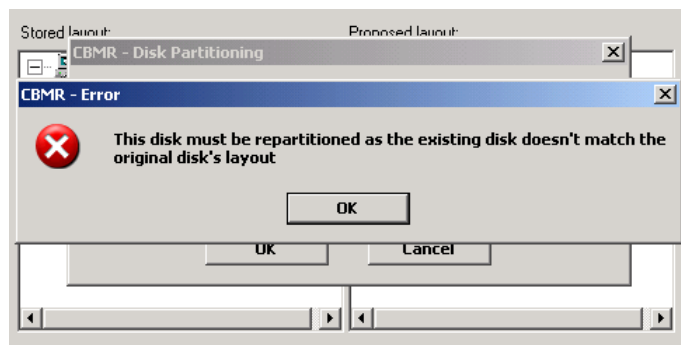 Stored layout:
Proposed layout:
CBMR - Disk Partitioning
CBMR - Error
This disk must be repartitioned as the existing disk doesn't match the
original disk's layout
OK
OK
Cancel